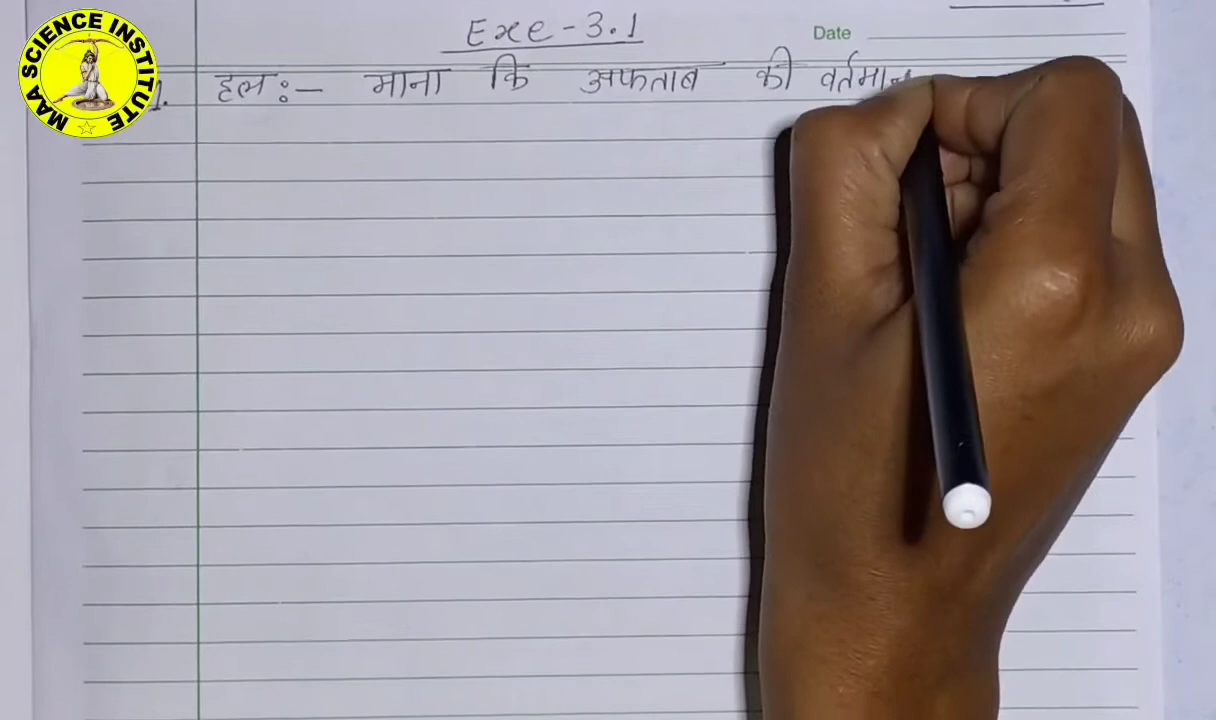 MAA SCIENCE INSTITUTE
Exe-3.1
Date
1. हल :- माना कि अफताब की वर्तमान